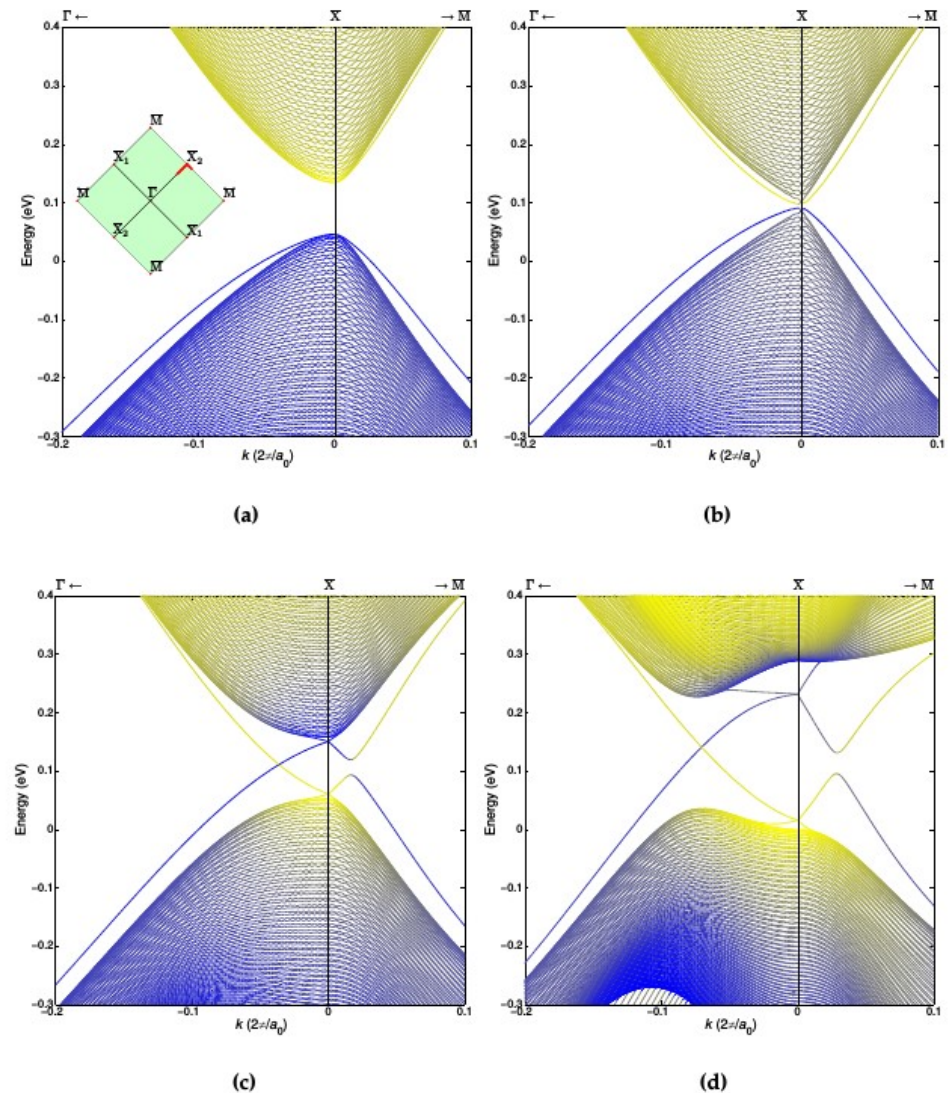 Γ ← X̄ → M̄
Γ ← X̄ → M̄
0.4
0.3
0.2
0.1
0
−0.1
−0.2
−0.3
Energy (eV)
M̄
X̄₁ X̄₂
M̄ Γ̄ M̄
X̄₂ X̄₁
M̄
−0.2 −0.1 0 0.1
k (2≠/a₀)
0.4
0.3
0.2
0.1
0
−0.1
−0.2
−0.3
Energy (eV)
−0.2 −0.1 0 0.1
k (2≠/a₀)
(a) (b)
Γ ← X → M̄
Γ ← X → M̄
0.4
0.3
0.2
0.1
0
−0.1
−0.2
−0.3
Energy (eV)
−0.2 −0.1 0 0.1
k (2≠/a₀)
0.4
0.3
0.2
0.1
0
−0.1
−0.2
−0.3
Energy (eV)
−0.2 −0.1 0 0.1
k (2≠/a₀)
(c) (d)